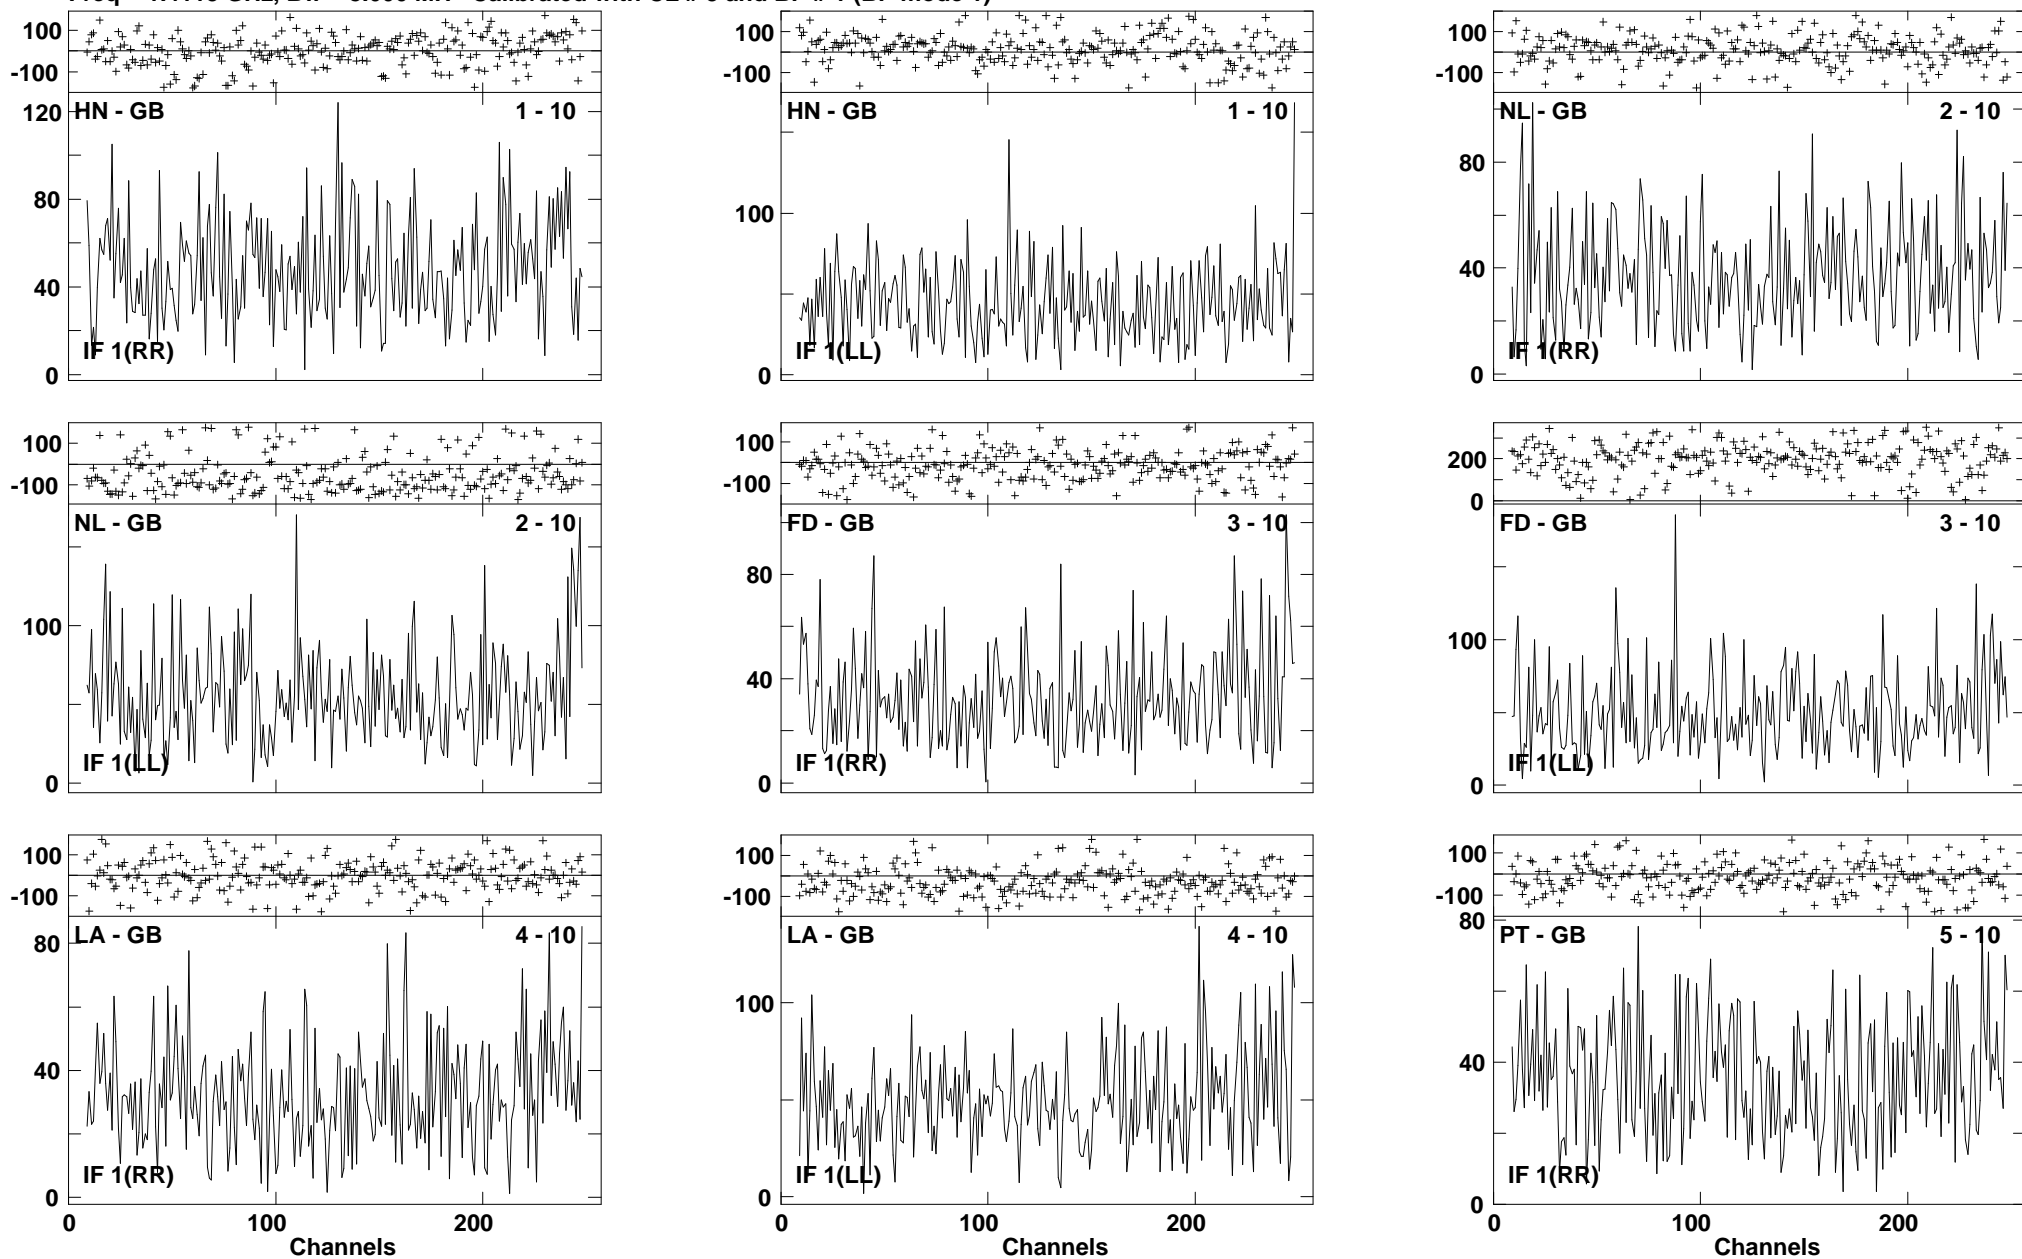 100 100 100
-100 -100 -100
120 HN - GB 1 - 10 HN - GB 1 - 10 NL - GB 2 - 10
80 100 80
40 40
IF 1(RR) IF 1(LL) IF 1(RR)
0 0 0
100 100 200
-100 -100 0
NL - GB 2 - 10 FD - GB 3 - 10 FD - GB 3 - 10
100 80 100
40
IF 1(LL) IF 1(RR) IF 1(LL)
0 0 0
100 100 100
-100 -100 -100
80 LA - GB 4 - 10 LA - GB 4 - 10 80 PT - GB 5 - 10
40 100 40
IF 1(RR) IF 1(LL) IF 1(RR)
0 0 0
0 100 200 0 100 200 0 100 200
Channels Channels Channels